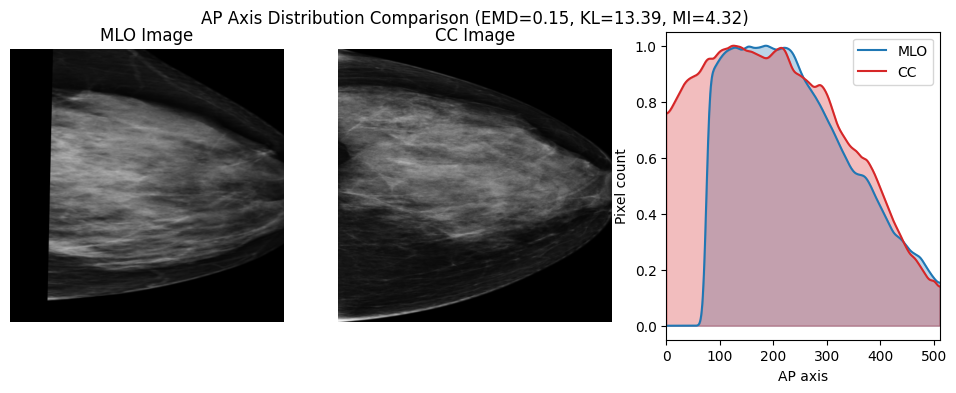 AP Axis Distribution Comparison (EMD=0.15, KL=13.39, MI=4.32)
MLO Image
CC Image
MLO
CC
1.0
0.8
0.6
0.4
0.2
0.0
Pixel count
0 100 200 300 400 500
AP axis